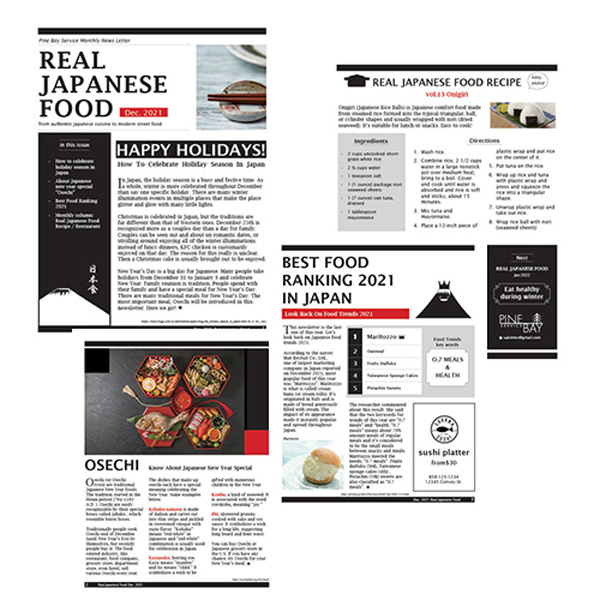 Pine Bay Service Monthly News Letter
REAL
JAPANESE
FOOD
Dec. 2021
from authentic japanese cuisine to modern street food
in this issue
- How to celebrate
holiday season in
Japan
- About Japanese
new year special
"Osechi"
- Best Food Ranking
2021
- Monthly column:
Real Japanese Food
Recipe / Restaurant
日本食
HAPPY HOLIDAYS!
How To Celebrate Holiday Season In Japan
In Japan, the holiday season is a busy and festive time. As
a whole, winter is more celebrated throughout December
than say one specific holiday. There are many winter
illumination events in multiple places that make the place
glitter and glow with many little lights.
Christmas is celebrated in Japan, but the traditions are
far different than that of Western ones. December 25th is
recognized more as a couples day than a day for family.
Couples can be seen out and about on romantic dates, or
strolling around enjoying all of the winter illuminations.
Instead of fancy dinners, KFC chicken is customarily
enjoyed on that day. The reason for this really is unclear.
Then a Christmas cake is usually brought out to be enjoyed.
New Year's Day is a big day for Japanese. Many people take
holidays from December 31 to January 3 and celebrate
New Year. Family reunion is tradition. People spend with
their family and have a special meal for New Year's Day.
There are many traditional meals for New Year's Day. The
most important meal, Osechi will be introduced in this
newsletter. Here we go!
REAL JAPANESE FOOD RECIPE
vol.13 Onigiri
Onigiri (Japanese Rice Balls) is Japanese comfort food made
from steamed rice formed into the typical triangular, ball,
or cylinder shapes and usually wrapped with nori (dried
seaweed). It's suitable for lunch or snacks. Easy to cook!
Ingredients
- 2 cups uncooked short-
grain white rice
- 2 ½ cups water
- 1 teaspoon salt
- 1 (1 ounce) package nori
seaweed sheets
- 1 (7 ounce) can tuna,
drained
- 1 tablespoon
mayonnaise
Directions
1. Wash rice.
2. Combine rice, 2 1/2 cups
water in a large nonstick
pot over medium heat;
bring to a boil. Cover
and cook until water is
absorbed and rice is soft
and sticky, about 15
minutes.
3. Mix tuna and
mayonnaise.
4. Place a 12-inch piece of
plastic wrap and put rice
on the center of it.
5. Put tuna on the rice.
6. Wrap up rice and tuna
with plastic wrap and
press and squeeze the
rice into a triangular
shape.
7. Unwrap plastic wrap and
take out rice.
8. Wrap rice ball with nori
(seaweed sheets)
BEST FOOD
RANKING 2021
IN JAPAN
Look Back On Food Trends 2021
This newsletter is the last
one of this year. Let's
look back on Japanese food
trends 2021.
According to the survey
that Recruit Co., Ltd.,
one of largest marketing
company in Japan reported
on November 2021, most
popular food of this year
was "Maritozzo". Maritozzo
is what is called cream
buns (or cream rolls). It's
originated in Italy and is
made of bread generously
filled with cream. The
impact of its appearance
made it instantly popular
and spread throughout
Japan.
Maritozzo
1 Maritozzo
2 Oatmeal
3 Fruits Daifuku
4 Taiwanese Sponge Cakes
5 Pistachio Sweets
Food Trends
key words
0.7 MEALS
&
HEALTH
The researcher commented
about this result. She said
that the two keywords for
trends of this year are "0.7
meals" and "health". "0.7
meals" means about 70%
amount meals of regular
meals and it's considered
to be the small meals
between snacks and meals.
Maritozzo meered the
needs, "0.7 meals". Fruits
daifuku (3rd), Taiwanese
sponge cakes (4th),
Pistachio (5th) sweets are
also classified as "0.7
meals".
sushi platter
from$30
12345 Convoy St
Dec. 2021 Real Japanese Food
Next
REAL JAPANESE FOOD
Jan.2022
Eat healthy
during winter
PINE
SERVICE
BAY
OSECHI
Know About Japanese New Year Special
Osechi (or Osechi-
ryori) are traditional
Japanese New Year foods.
The tradition started in the
Heian period (794-1185
A.D. ). Osechi are easily
recognizable by their special
boxes called jubako , which
resemble bento boxes.
Traditionally people cook
Osechi end of December
(until New Year's Eve) by
themselves, but recently
people buy it. The food
related industry, like
restaurant, food company,
grocery store, department
store, even hotel, sell
various Osechi every year.
The dishes that make up
osechi each have a special
meaning celebrating the
New Year. Some examples
below.
Kohaku-namasu is made
of daikon and carrot cut
into thin strips and pickled
in sweetened vinegar with
yuzu flavor. "Kohaku"
means "red-white" in
Japanese and "red-white"
combination is usually used
for celebration in Japan.
Kazunoko, herring roe
Kazu means "number"
and ko means "child." It
symbolizes a wish to be
gifted with numerous
children in the New Year.
Konbu, a kind of seaweed. It
is associated with the word
yorokobu, meaning "joy."
Ebi, skewered prawns
cooked with sake and soy
sauce. It symbolizes a wish
for a long life, suggesting
long beard and bent waist.
You can buy Osechi at
Japanese grocery store in
the U.S. If you have any
chance, try Osechi for your
New Year's meal.
2 Real Japanese Food Dec. 2021